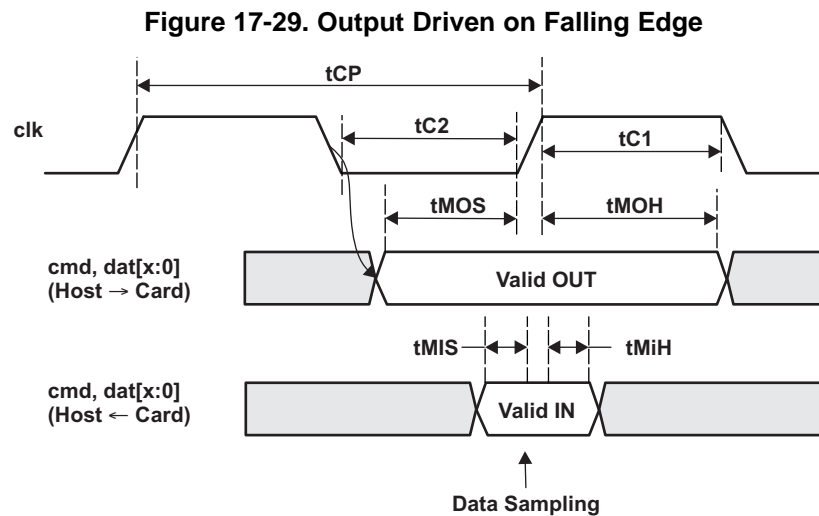 Figure 17-29. Output Driven on Falling Edge
tCP
clk
tC2
tC1
tMOS
tMOH
cmd, dat[x:0]
(Host → Card)
Valid OUT
tMIS
tMiH
cmd, dat[x:0]
(Host ← Card)
Valid IN
Data Sampling